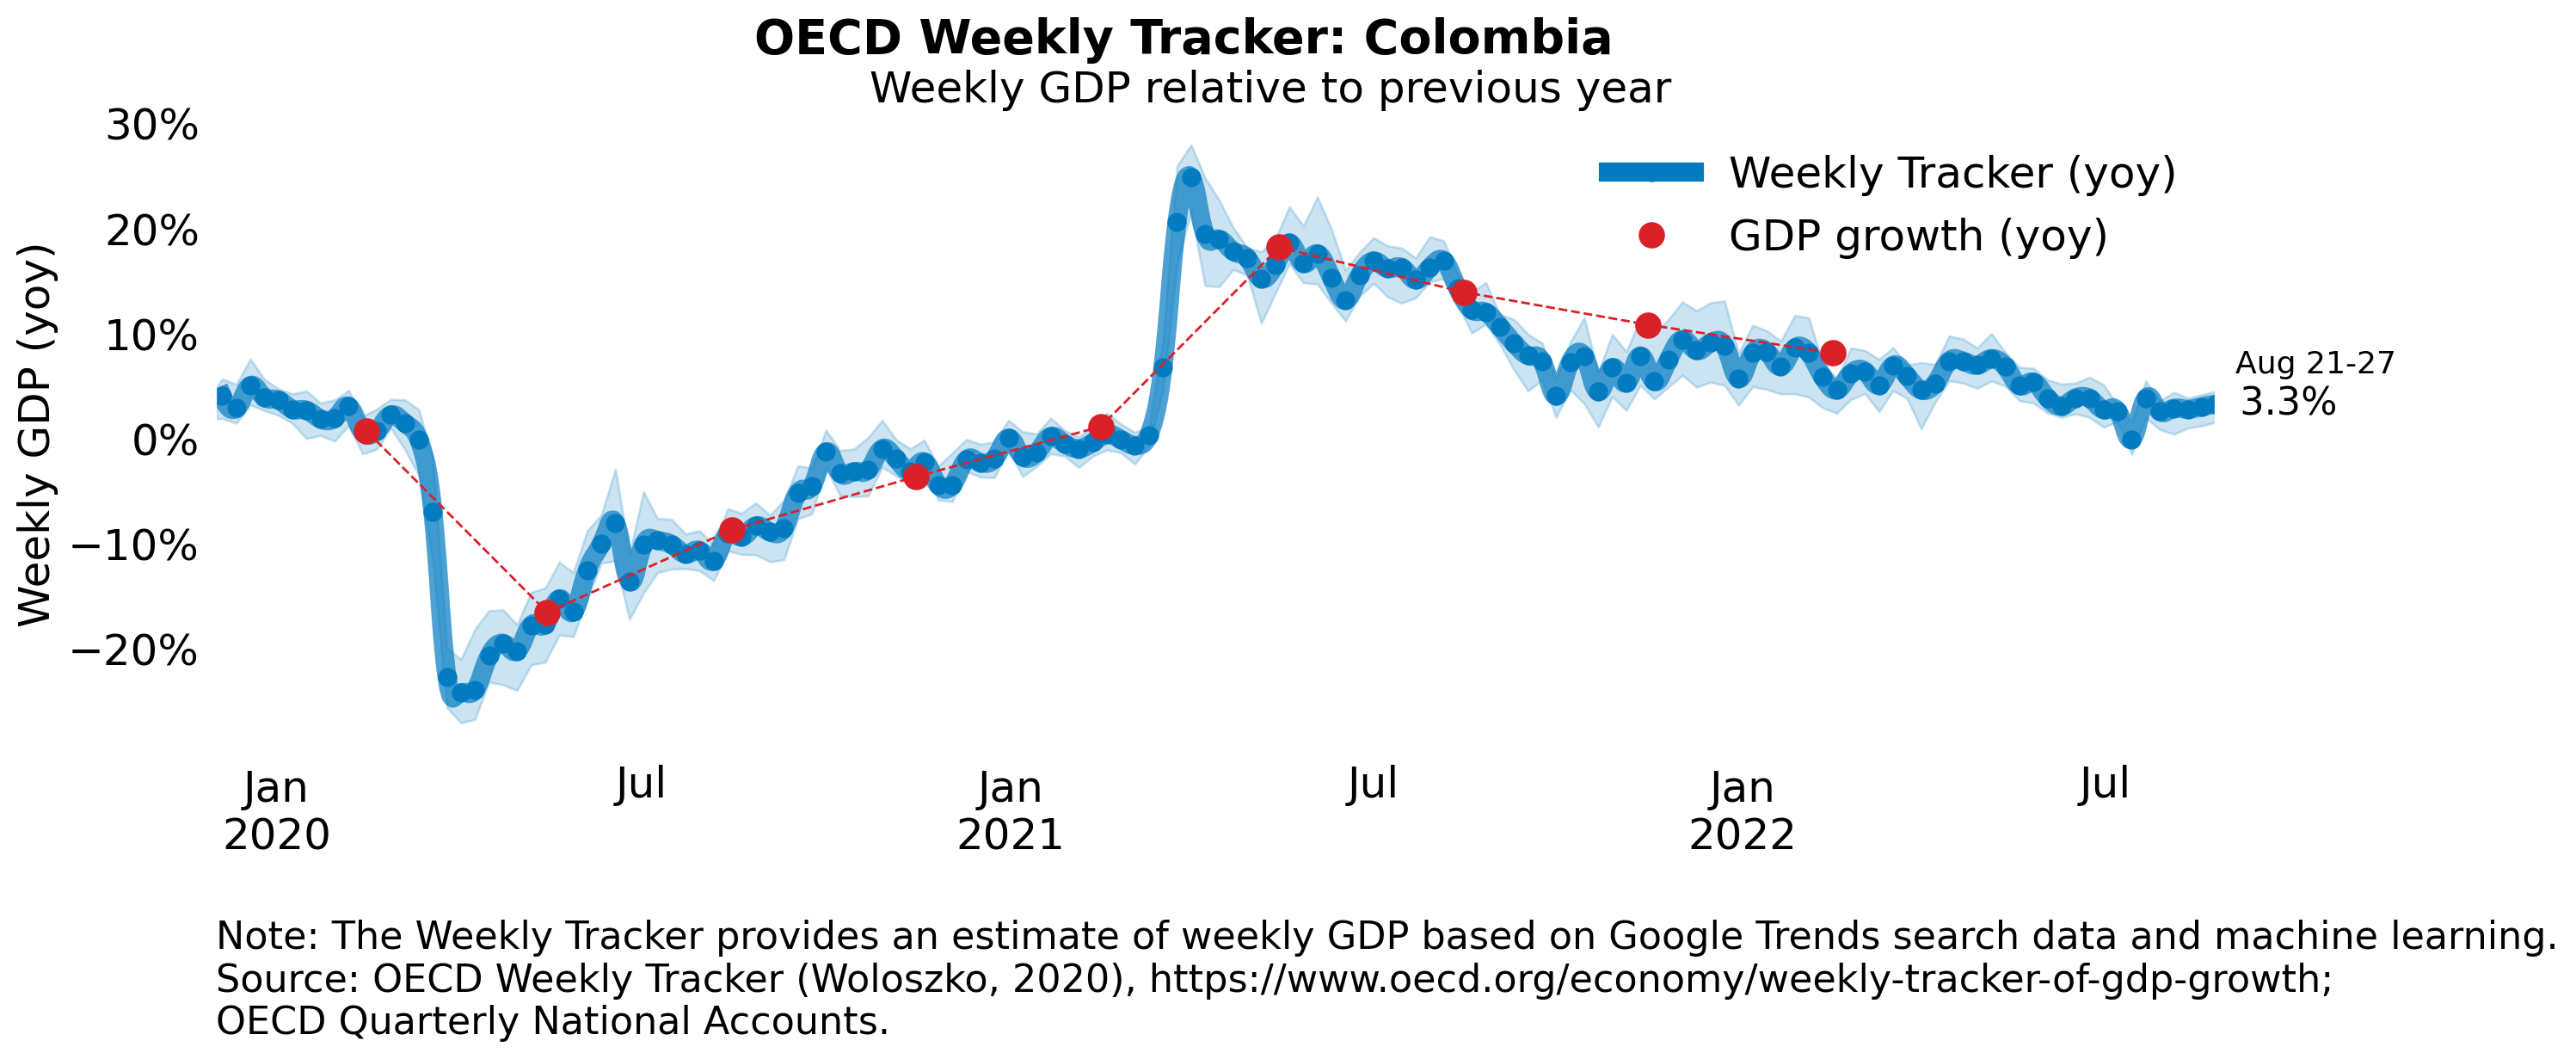 OECD Weekly Tracker: Colombia
Weekly GDP relative to previous year
Weekly GDP (yoy)
30%
20%
10%
0%
−10%
−20%
Weekly Tracker (yoy)
GDP growth (yoy)
Aug 21-27
3.3%
Jan
2020
Jul
Jan
2021
Jul
Jan
2022
Jul
Note: The Weekly Tracker provides an estimate of weekly GDP based on Google Trends search data and machine learning.
Source: OECD Weekly Tracker (Woloszko, 2020), https://www.oecd.org/economy/weekly-tracker-of-gdp-growth;
OECD Quarterly National Accounts.